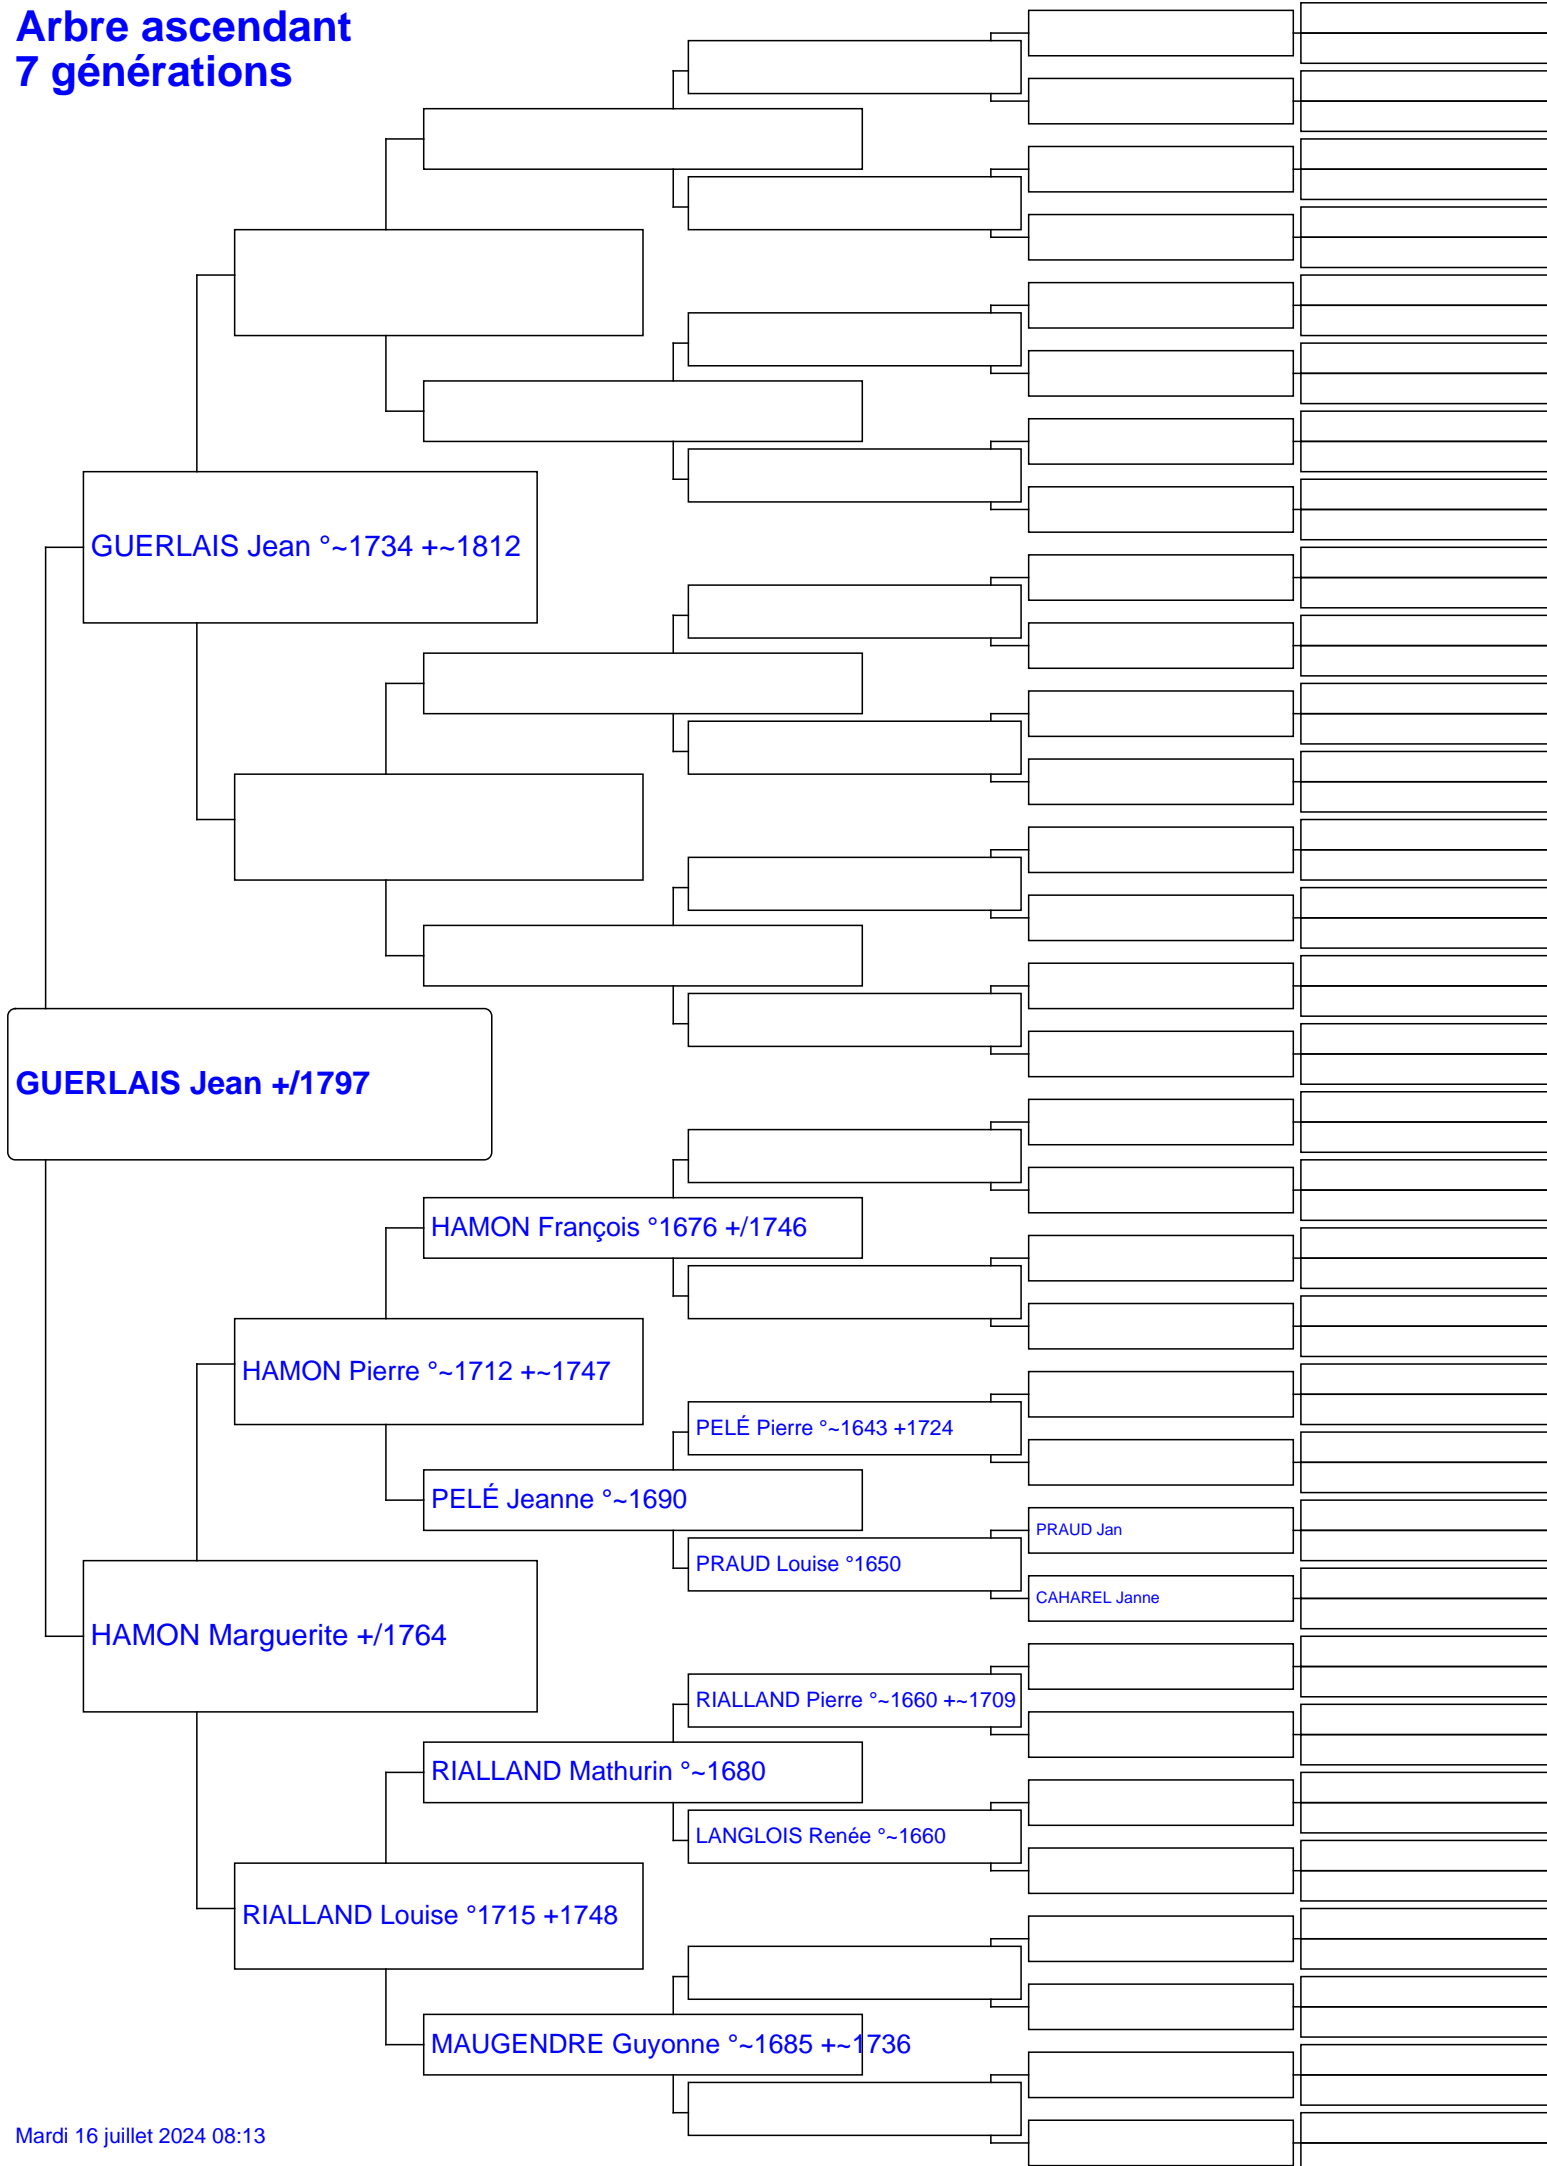 Arbre ascendant
7 générations
GUERLAIS Jean °~1734 +~1812
GUERLAIS Jean +/1797
HAMON François °1676 +/1746
HAMON Pierre °~1712 +~1747
PELÉ Pierre °~1643 +1724
PELÉ Jeanne °~1690
PRAUD Jan
PRAUD Louise °1650
CAHAREL Janne
HAMON Marguerite +/1764
RIALLAND Pierre °~1660 +~1709
RIALLAND Mathurin °~1680
LANGLOIS Renée °~1660
RIALLAND Louise °1715 +1748
MAUGENDRE Guyonne °~1685 +~1736
Mardi 16 juillet 2024 08:13